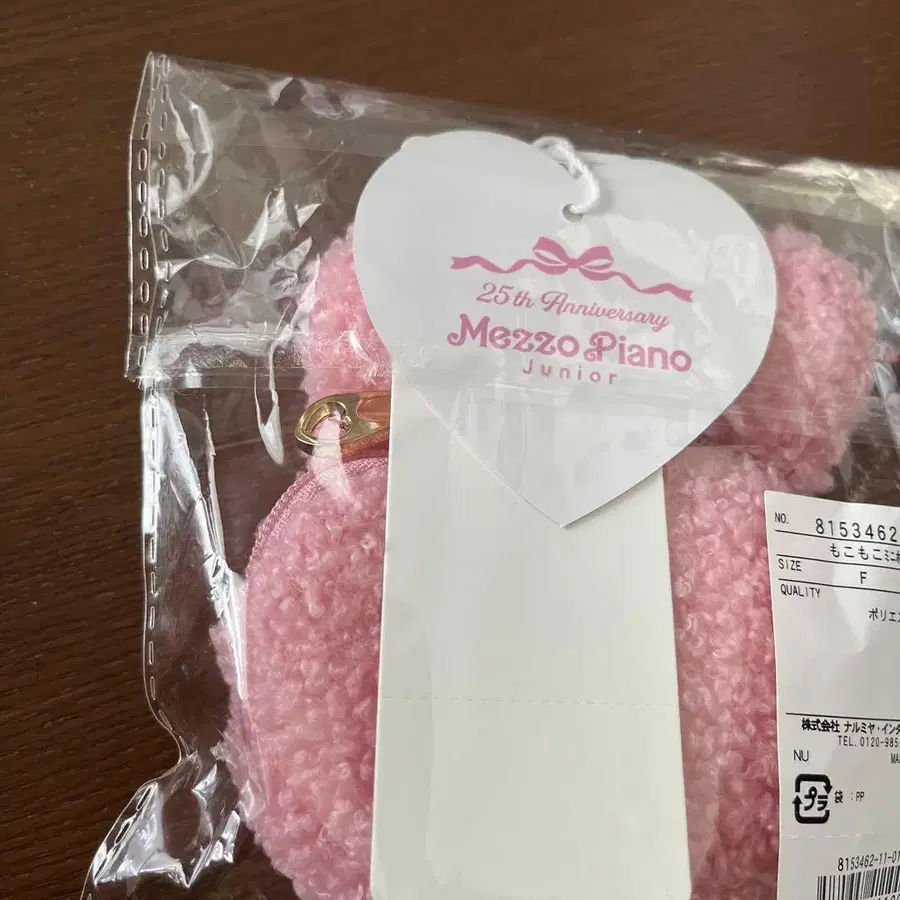 25th Anniversary
Mezzo Piano
Junior
NO. 8153462
もこもこミニ
SIZE F
QUALITY
ポリエ
株式会社 ナルミヤ・インタ
TEL.0120-985
NU
MA
プラ 袋 : PP
8153462-11-01